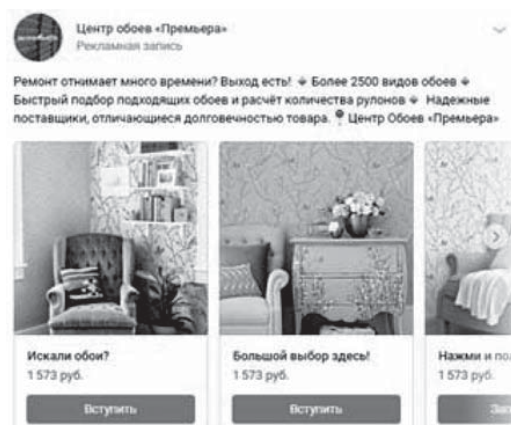 Центр обоев «Премьера»
Рекламная запись
Ремонт отнимает много времени? Выход есть! Более 2500 видов обоев
Быстрый подбор подходящих обоев и расчёт количества рулонов Надежные
поставщики, отличающиеся долговечностью товара. Центр Обоев «Премьера»
Искали обои?
1 573 руб.
Вступить
Большой выбор здесь!
1 573 руб.
Вступить
Нажми и
1 573 руб.